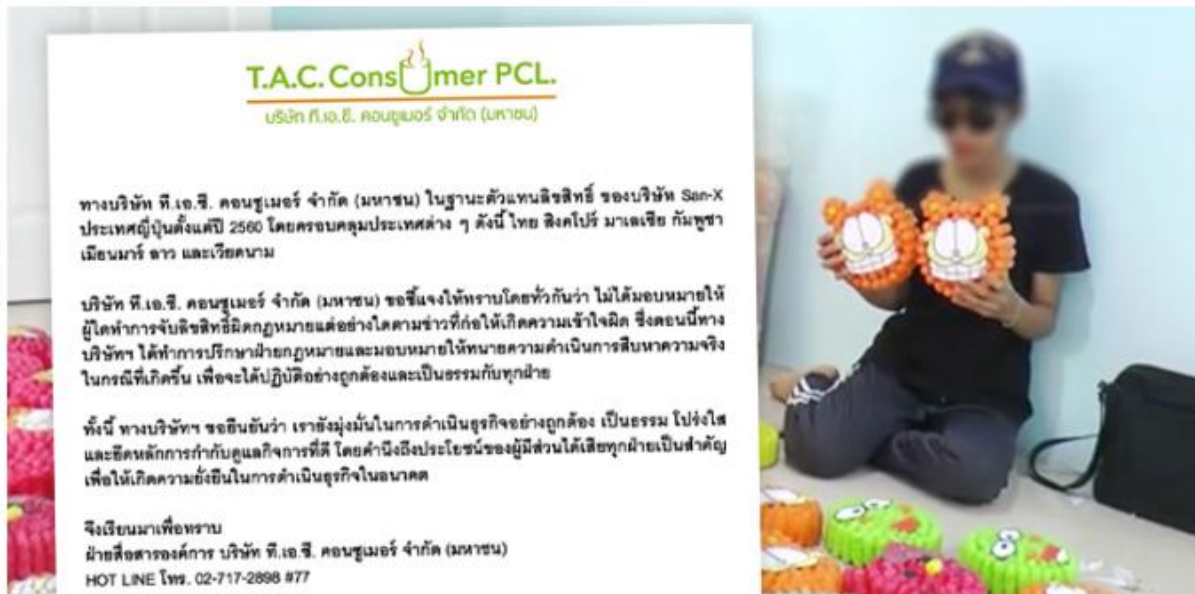 T.A.C. Consumer PCL.
บริษัท ที.เอ.ซี. คอนซูเมอร์ จำกัด (มหาชน)
ทางบริษัท ที.เอ.ซี. คอนซูเมอร์ จำกัด (มหาชน) ในฐานะตัวแทนลิขสิทธิ์ ของบริษัท San-X
ประเทศญี่ปุ่นตั้งแต่ปี 2560 โดยครอบคลุมประเทศต่าง ๆ ดังนี้ ไทย สิงคโปร์ มาเลเซีย กัมพูชา
เมียนมาร์ ลาว และเวียดนาม
บริษัท ที.เอ.ซี. คอนซูเมอร์ จำกัด (มหาชน) ขอชี้แจงให้ทราบโดยทั่วกันว่า ไม่ได้มอบหมายให้
ผู้ใดทำการจับลิขสิทธิ์ผิดกฎหมายแต่อย่างใดตามข่าวที่ก่อให้เกิดความเข้าใจผิด ซึ่งตอนนี้ทาง
บริษัทฯ ได้ทำการปรึกษาฝ่ายกฎหมายและมอบหมายให้ทนายความดำเนินการสืบหาความจริง
ในกรณีที่เกิดขึ้น เพื่อจะได้ปฏิบัติอย่างถูกต้องและเป็นธรรมกับทุกฝ่าย
ทั้งนี้ ทางบริษัทฯ ขอยืนยันว่า เรายังมุ่งมั่นในการดำเนินธุรกิจอย่างถูกต้อง เป็นธรรม โปร่งใส
และยึดหลักการกำกับดูแลกิจการที่ดี โดยคำนึงถึงประโยชน์ของผู้มีส่วนได้เสียทุกฝ่ายเป็นสำคัญ
เพื่อให้เกิดความยั่งยืนในการดำเนินธุรกิจในอนาคต
จึงเรียนมาเพื่อทราบ
ฝ่ายสื่อสารองค์การ บริษัท ที.เอ.ซี. คอนซูเมอร์ จำกัด (มหาชน)
HOT LINE โทร. 02-717-2898 #77